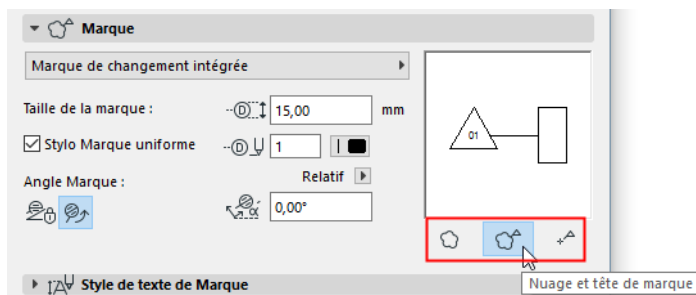 Marque
Marque de changement intégrée
Taille de la marque :
15,00
mm
01
Stylo Marque uniforme
1
Angle Marque :
Relatif
0,00°
Nuage et tête de marque
Style de texte de Marque